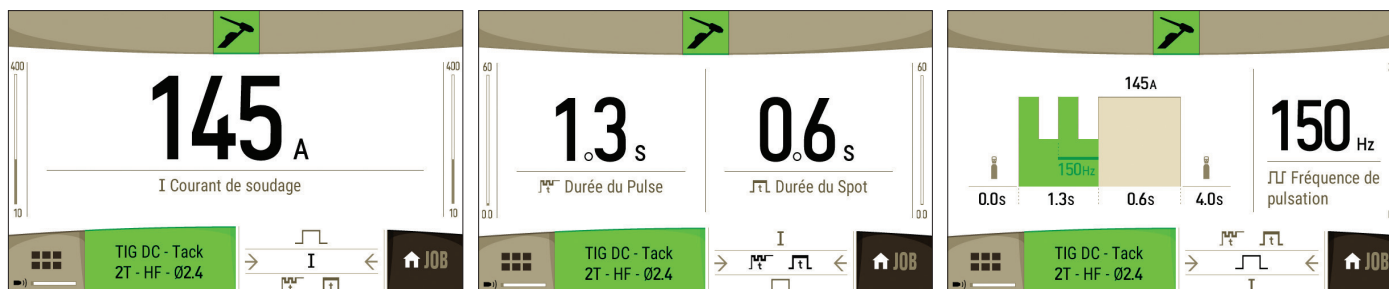 400
400
145 A
I Courant de soudage
10
10
TIG DC - Tack
2T - HF - Ø2.4
I
t
t
JOB
60
60
1.3 s
0.6 s
t Durée du Pulse
t Durée du Spot
0.0
0.0
TIG DC - Tack
2T - HF - Ø2.4
I
t
t
JOB
145A
150Hz
0.0s
1.3s
0.6s
4.0s
150 Hz
Fréquence de
pulsation
TIG DC - Tack
2T - HF - Ø2.4
t
t
I
JOB